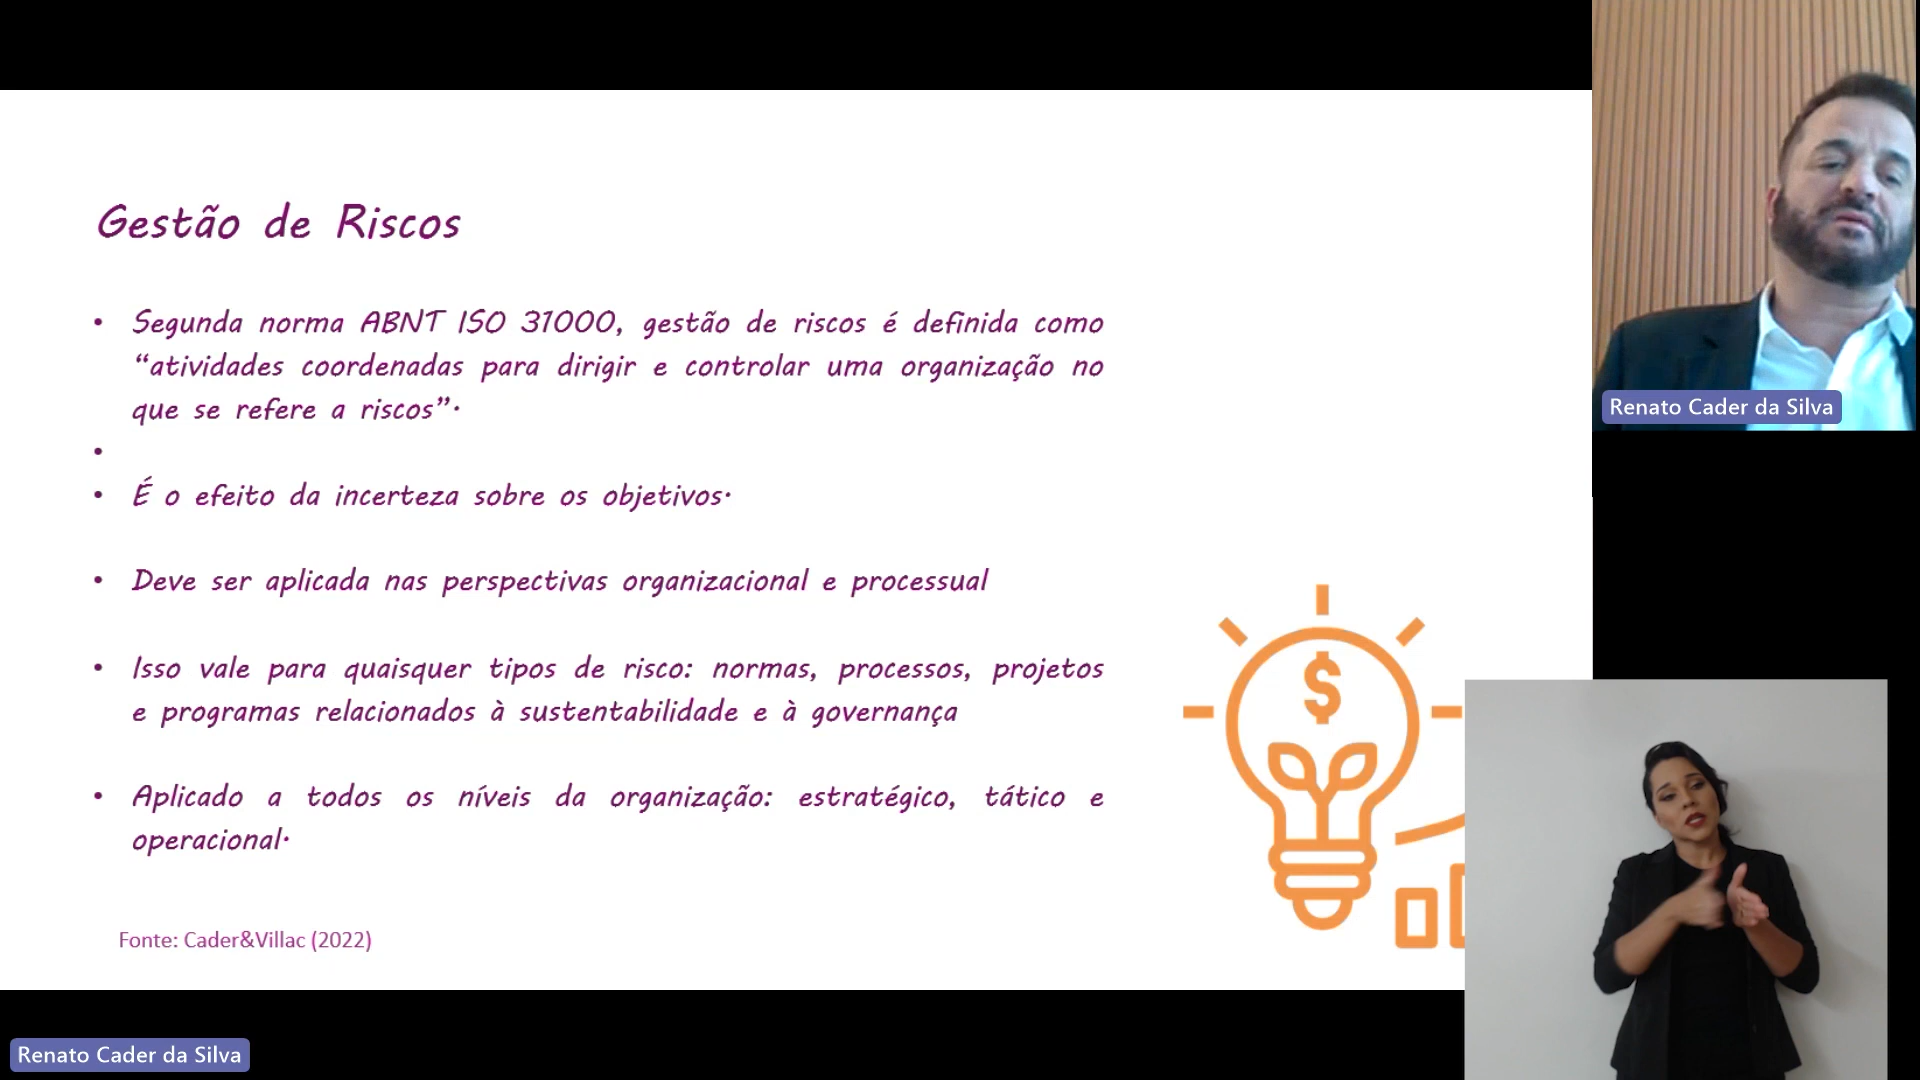 Gestão de Riscos
• Segunda norma ABNT ISO 31000, gestão de riscos é definida como
“atividades coordenadas para dirigir e controlar uma organização no
que se refere a riscos”.
•
• É o efeito da incerteza sobre os objetivos.
• Deve ser aplicada nas perspectivas organizacional e processual
• Isso vale para quaisquer tipos de risco: normas, processos, projetos
e programas relacionados à sustentabilidade e à governança
• Aplicado a todos os níveis da organização: estratégico, tático e
operacional.
$
Fonte: Cader&Villac (2022)
Renato Cader da Silva
Renato Cader da Silva